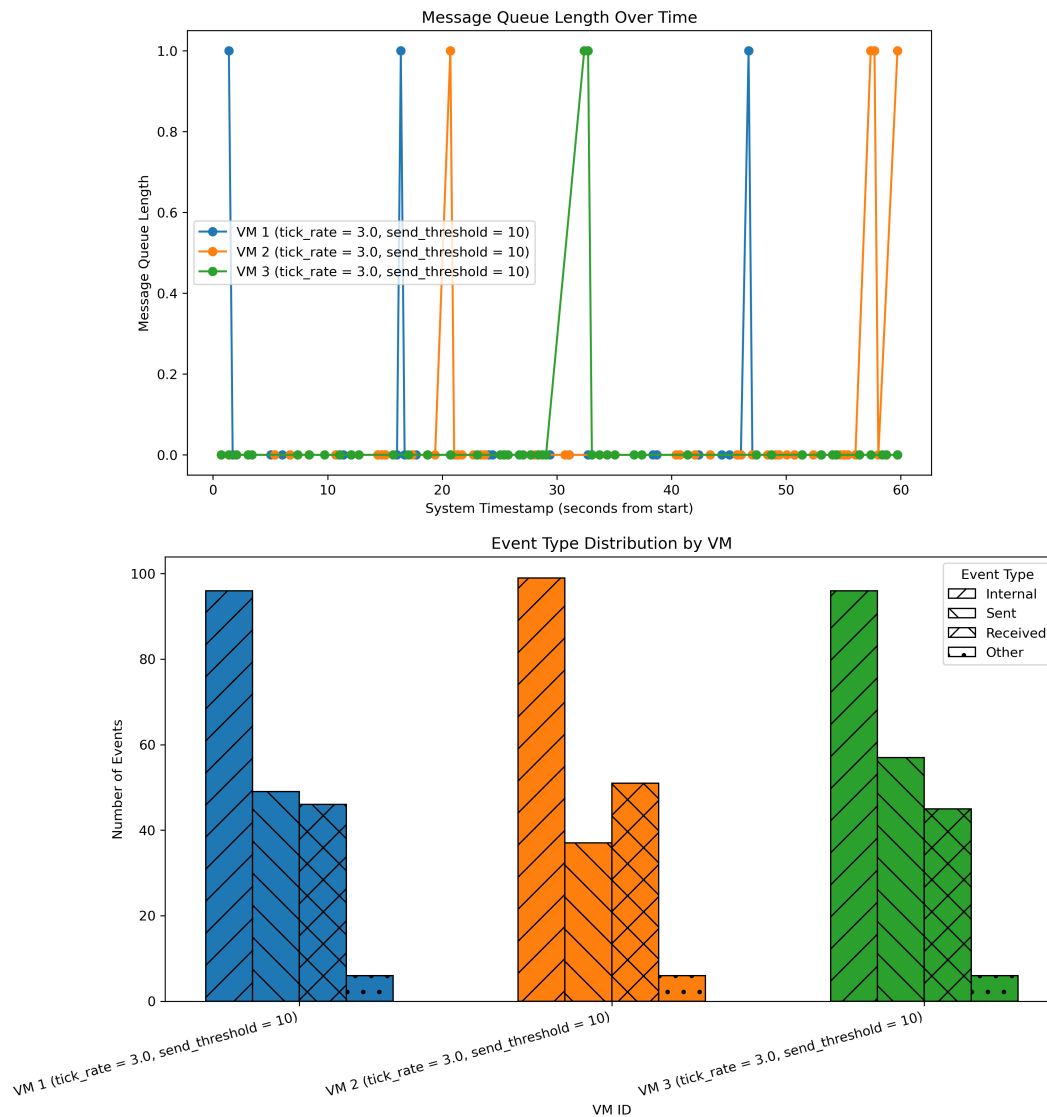 Message Queue Length Over Time
1.0
0.8
0.6
0.4
0.2
0.0
Message Queue Length
VM 1 (tick_rate = 3.0, send_threshold = 10)
VM 2 (tick_rate = 3.0, send_threshold = 10)
VM 3 (tick_rate = 3.0, send_threshold = 10)
0 10 20 30 40 50 60
System Timestamp (seconds from start)
Event Type Distribution by VM
100
80
60
40
20
0
Number of Events
Event Type
Internal
Sent
Received
Other
VM 1 (tick_rate = 3.0, send_threshold = 10)
VM 2 (tick_rate = 3.0, send_threshold = 10)
VM 3 (tick_rate = 3.0, send_threshold = 10)
VM ID